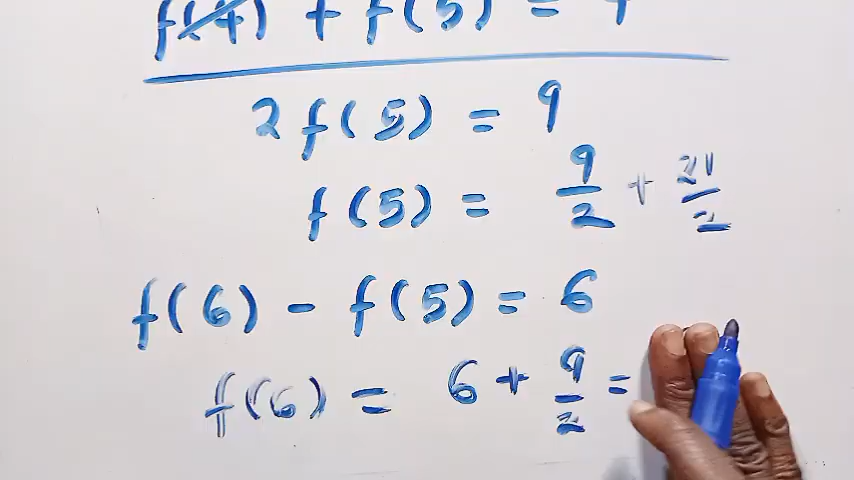 f(4) + f(5) = 9
2f(5) = 9
f(5) = 9/2 + 21/2
f(6) - f(5) = 6
f(6) = 6 + 9/2 =